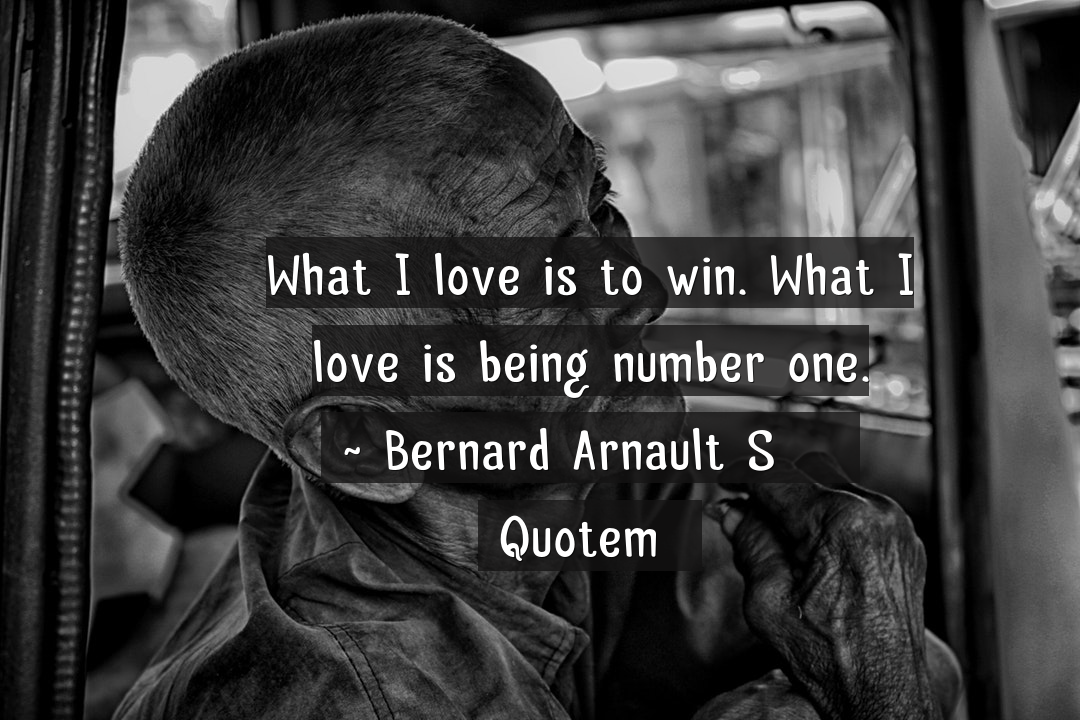 What I love is to win. What I
love is being number one.
~ Bernard Arnault S
Quotem